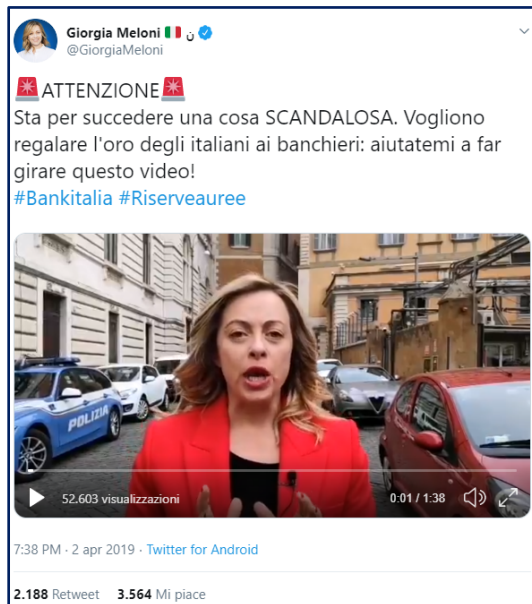 Giorgia Meloni 🇮🇹 ن
@GiorgiaMeloni
🚨ATTENZIONE🚨
Sta per succedere una cosa SCANDALOSA. Vogliono
regalare l'oro degli italiani ai banchieri: aiutatemi a far
girare questo video!
#Bankitalia #Riserveauree
POLIZIA
52.603 visualizzazioni
0:01 / 1:38
7:38 PM · 2 apr 2019 · Twitter for Android
2.188 Retweet 3.564 Mi piace